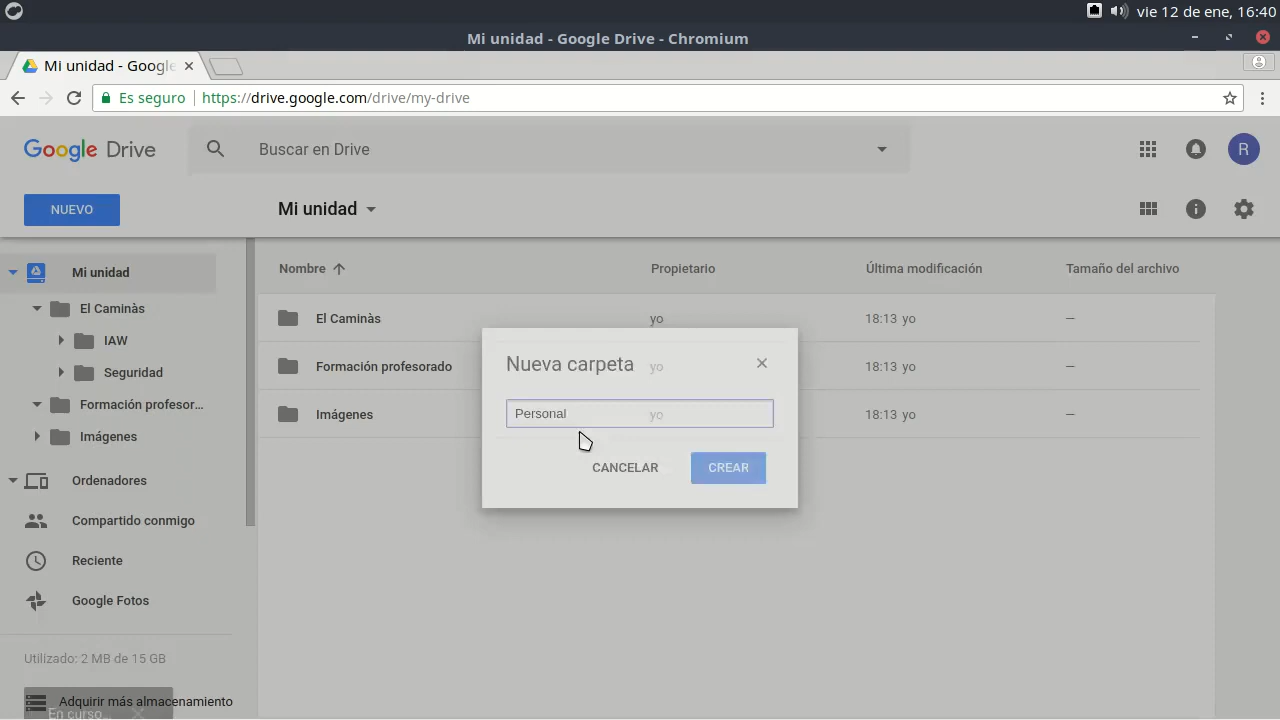 vie 12 de ene, 16:40
Mi unidad - Google Drive - Chromium
Mi unidad - Google
Es seguro
https://drive.google.com/drive/my-drive
Google Drive
Buscar en Drive
R
NUEVO
Mi unidad
Mi unidad
El Caminàs
IAW
Seguridad
Formación profesor...
Imágenes
Ordenadores
Compartido conmigo
Reciente
Google Fotos
Utilizado: 2 MB de 15 GB
Adquirir más almacenamiento
En curso...
Nombre
Propietario
Última modificación
Tamaño del archivo
El Caminàs
yo
18:13 yo
—
Formación profesorado
yo
18:13 yo
—
Imágenes
yo
18:13 yo
—
Nueva carpeta
Personal
CANCELAR
CREAR